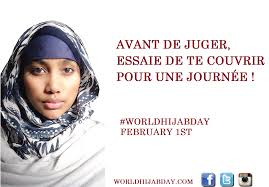 AVANT DE JUGER,
ESSAIE DE TE COUVRIR
POUR UNE JOURNÉE !
#WORLDHIJABDAY
FEBRUARY 1ST
WORLDHIJABDAY.COM